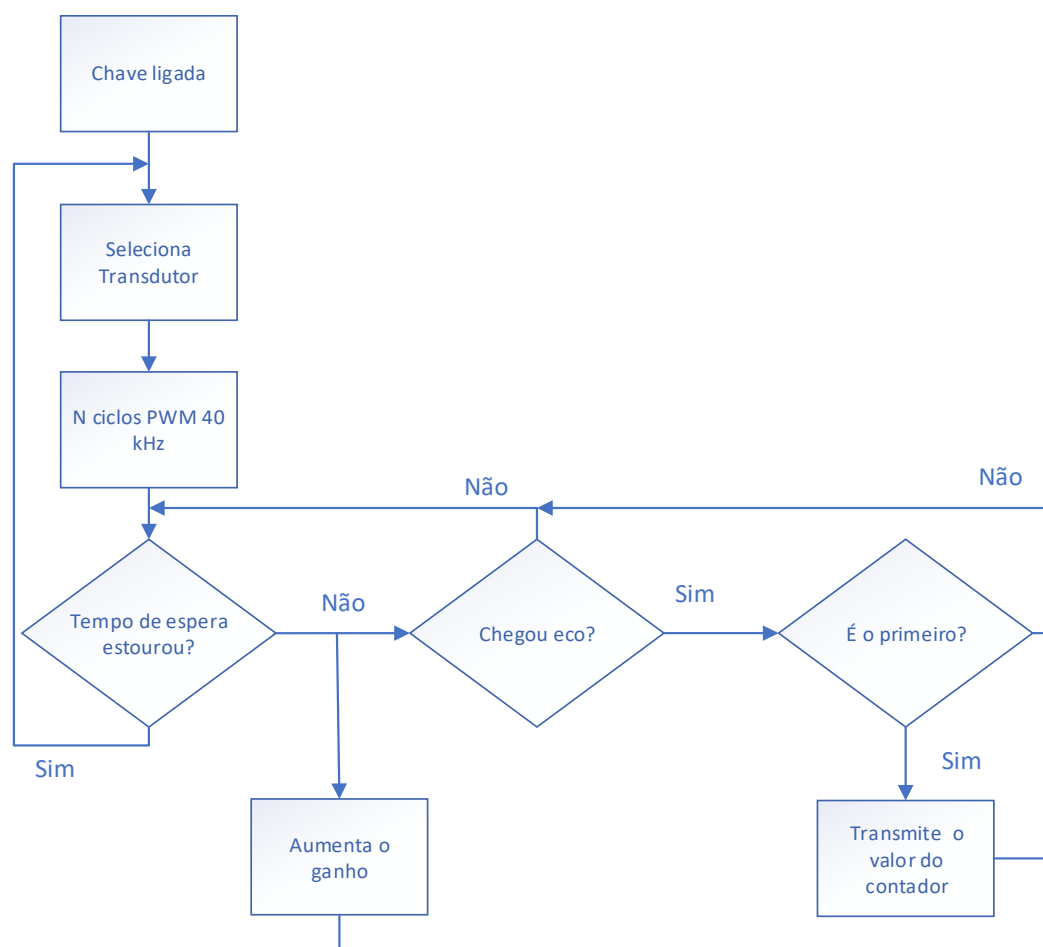 Chave ligada
Seleciona
Transdutor
N ciclos PWM 40
kHz
Não
Não
Tempo de espera
estourou?
Não
Chegou eco?
Sim
É o primeiro?
Sim
Sim
Aumenta o
ganho
Transmite o
valor do
contador